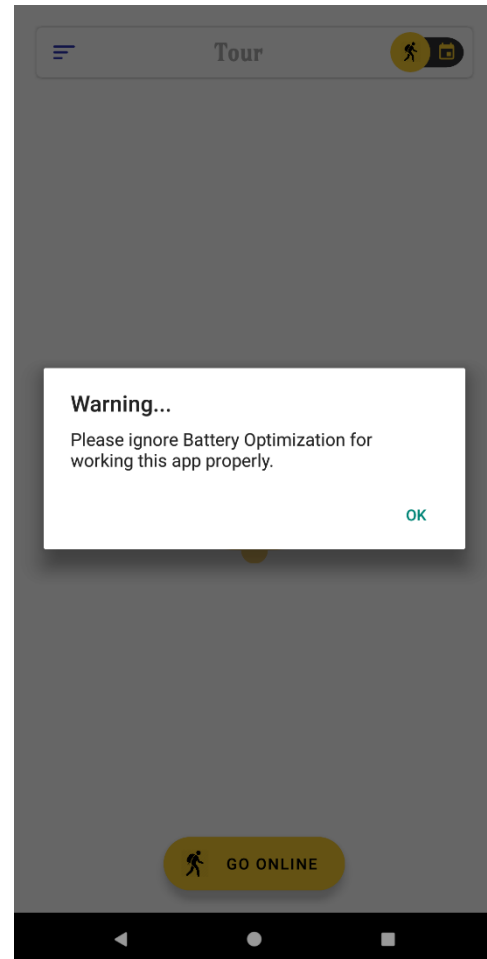 Tour
Warning...
Please ignore Battery Optimization for
working this app properly.
OK
GO ONLINE